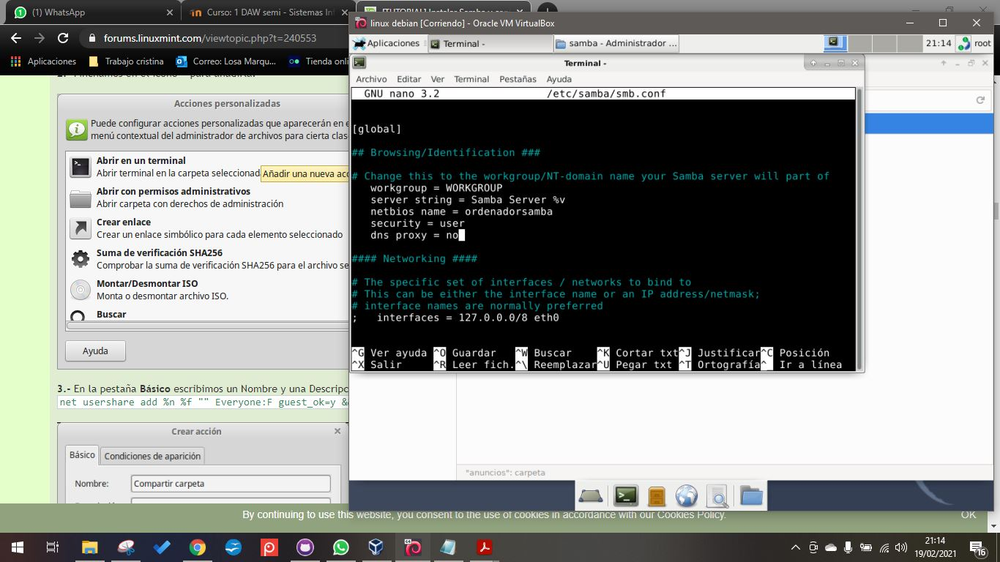 (1) WhatsApp
Curso: 1 DAW semi - Sistemas Inf
[TUTORIAL] Instalar Samba y con
forums.linuxmint.com/viewtopic.php?t=240553
Aplicaciones
Trabajo cristina
Correo: Losa Marqu...
Tienda onli
Acciones personalizadas
Puede configurar acciones personalizadas que aparecerán en e
menú contextual del administrador de archivos para cierta clas
Abrir en un terminal
Abrir terminal en la carpeta seleccionad
Añadir una nueva acc
Abrir con permisos administrativos
Abrir carpeta con derechos de administración
Crear enlace
Crear un enlace simbólico para cada elemento seleccionado
Suma de verificación SHA256
Comprobar la suma de verificación SHA256 para el archivo se
Montar/Desmontar ISO
Monta o desmontar archivo ISO.
Buscar
Ayuda
3.- En la pestaña Básico escribimos un Nombre y una Descripc
net usershare add %n %f "" Everyone:F guest_ok=y &
Crear acción
Básico
Condiciones de aparición
Nombre:
Compartir carpeta
linux debian [Corriendo] - Oracle VM VirtualBox
Aplicaciones
Terminal -
samba - Administrador ...
21:14
root
Terminal -
Archivo Editar Ver Terminal Pestañas Ayuda
GNU nano 3.2 /etc/samba/smb.conf
[global]
## Browsing/Identification ###
# Change this to the workgroup/NT-domain name your Samba server will part of
workgroup = WORKGROUP
server string = Samba Server %v
netbios name = ordenadorsamba
security = user
dns proxy = no
#### Networking ####
# The specific set of interfaces / networks to bind to
# This can be either the interface name or an IP address/netmask;
# interface names are normally preferred
; interfaces = 127.0.0.0/8 eth0
^G Ver ayuda ^O Guardar ^W Buscar ^K Cortar txt ^J Justificar ^C Posición
^X Salir ^R Leer fich. ^\ Reemplazar ^U Pegar txt ^T Ortografía ^_ Ir a línea
"anuncios": carpeta
By continuing to use this website, you consent to the use of cookies in accordance with our Cookies Policy.
OK
21:14
19/02/2021
16